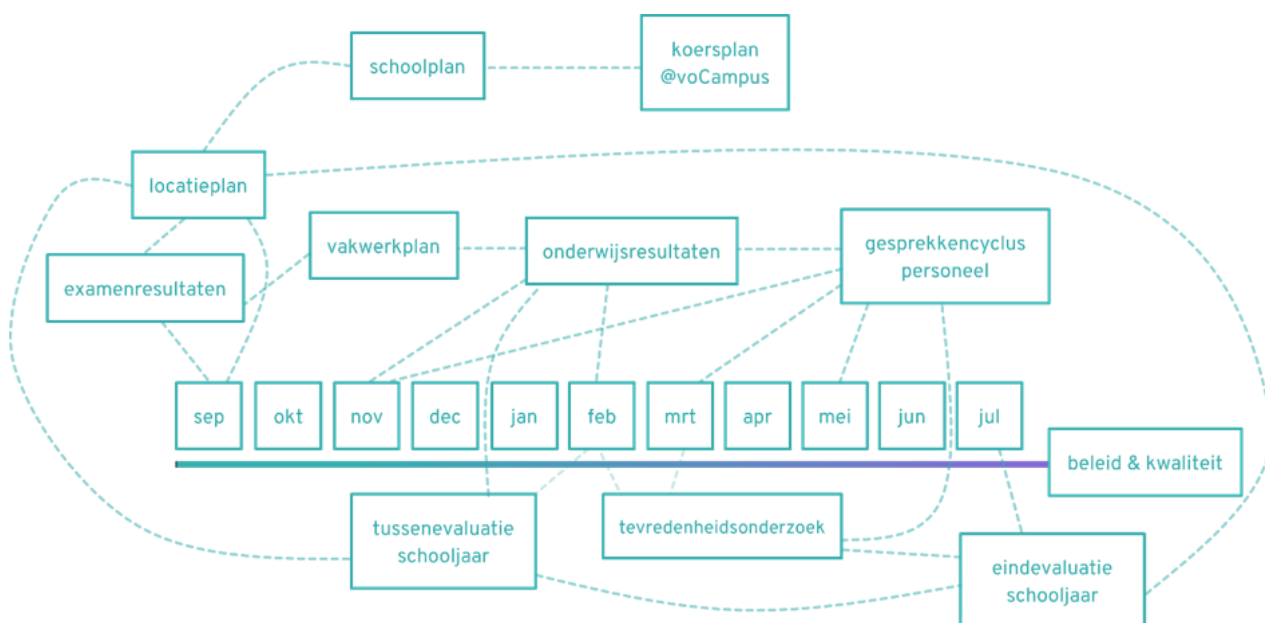 koersplan
@voCampus
schoolplan
locatieplan
vakwerkplan
onderwijsresultaten
gesprekkencyclus
personeel
examenresultaten
sep
okt
nov
dec
jan
feb
mrt
apr
mei
jun
jul
beleid & kwaliteit
tussenevaluatie
schooljaar
tevredenheidsonderzoek
eindevaluatie
schooljaar